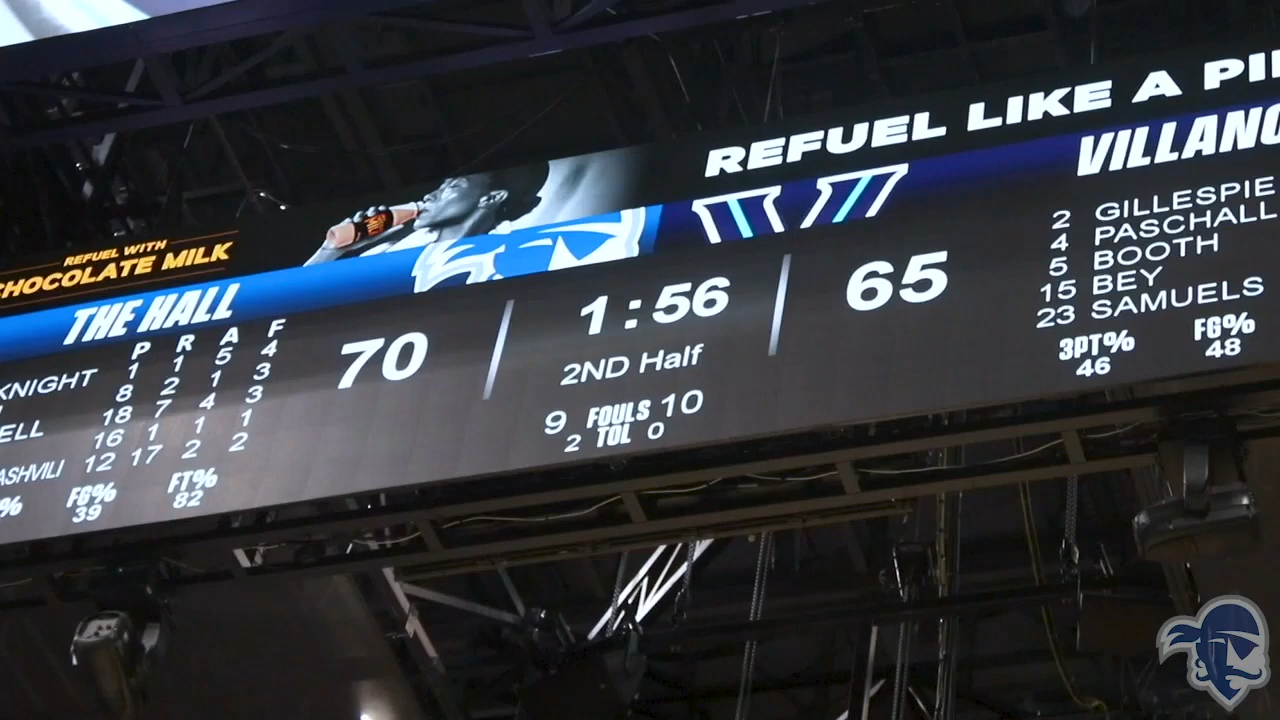 REFUEL LIKE A
VILLANO
REFUEL WITH
CHOCOLATE MILK
THE HALL
P R A F
KNIGHT 1 1 5 4
8 2 1 3
ELL 18 7 4 3
16 1 1 1
ASHVILI 12 17 2 2
% FG% FT%
39 82
70
1:56
65
2ND Half
9 FOULS 10
2 TOL 0
2 GILLESPIE
4 PASCHALL
5 BOOTH
15 BEY
23 SAMUELS
3PT% FG%
46 48